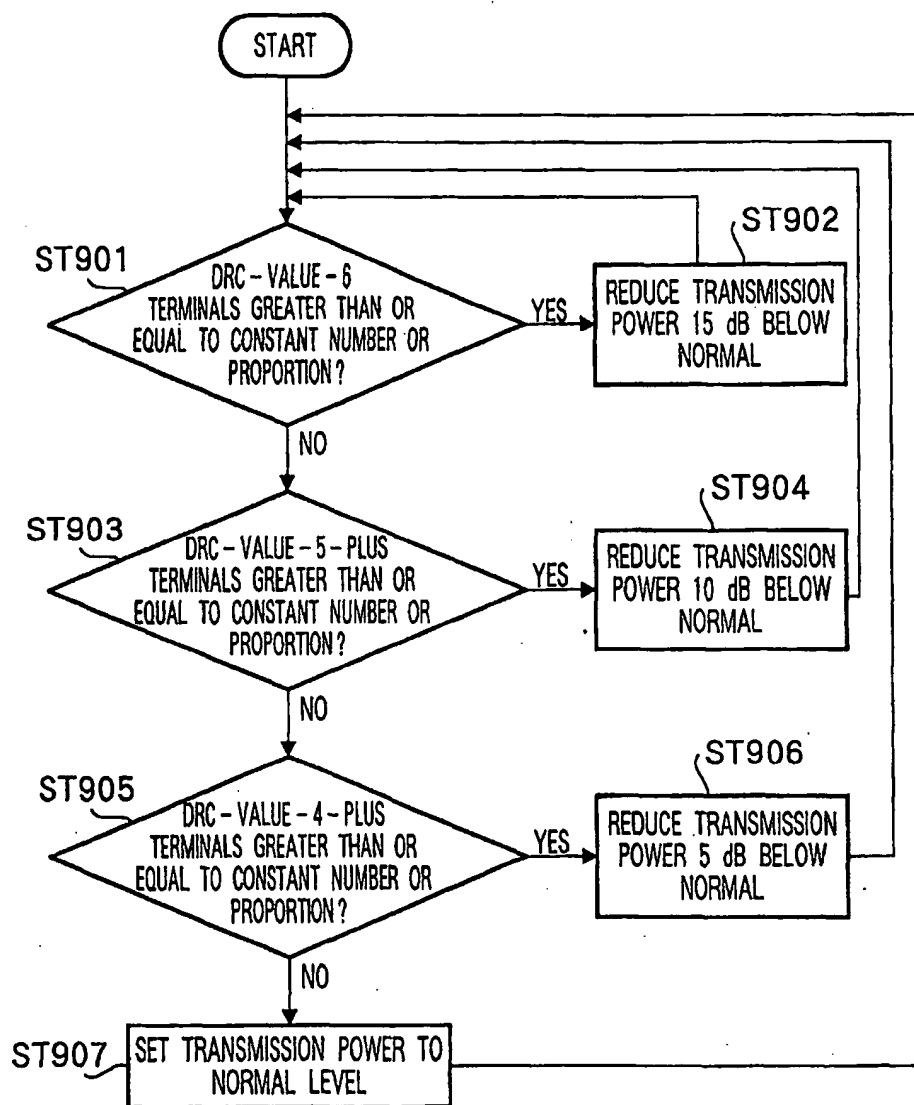 START
ST901
DRC-VALUE-6
TERMINALS GREATER THAN OR
EQUAL TO CONSTANT NUMBER OR
PROPORTION?
YES
ST902
REDUCE TRANSMISSION
POWER 15 dB BELOW
NORMAL
NO
ST903
DRC-VALUE-5-PLUS
TERMINALS GREATER THAN OR
EQUAL TO CONSTANT NUMBER OR
PROPORTION?
YES
ST904
REDUCE TRANSMISSION
POWER 10 dB BELOW
NORMAL
NO
ST905
DRC-VALUE-4-PLUS
TERMINALS GREATER THAN OR
EQUAL TO CONSTANT NUMBER OR
PROPORTION?
YES
ST906
REDUCE TRANSMISSION
POWER 5 dB BELOW
NORMAL
NO
ST907
SET TRANSMISSION POWER TO
NORMAL LEVEL